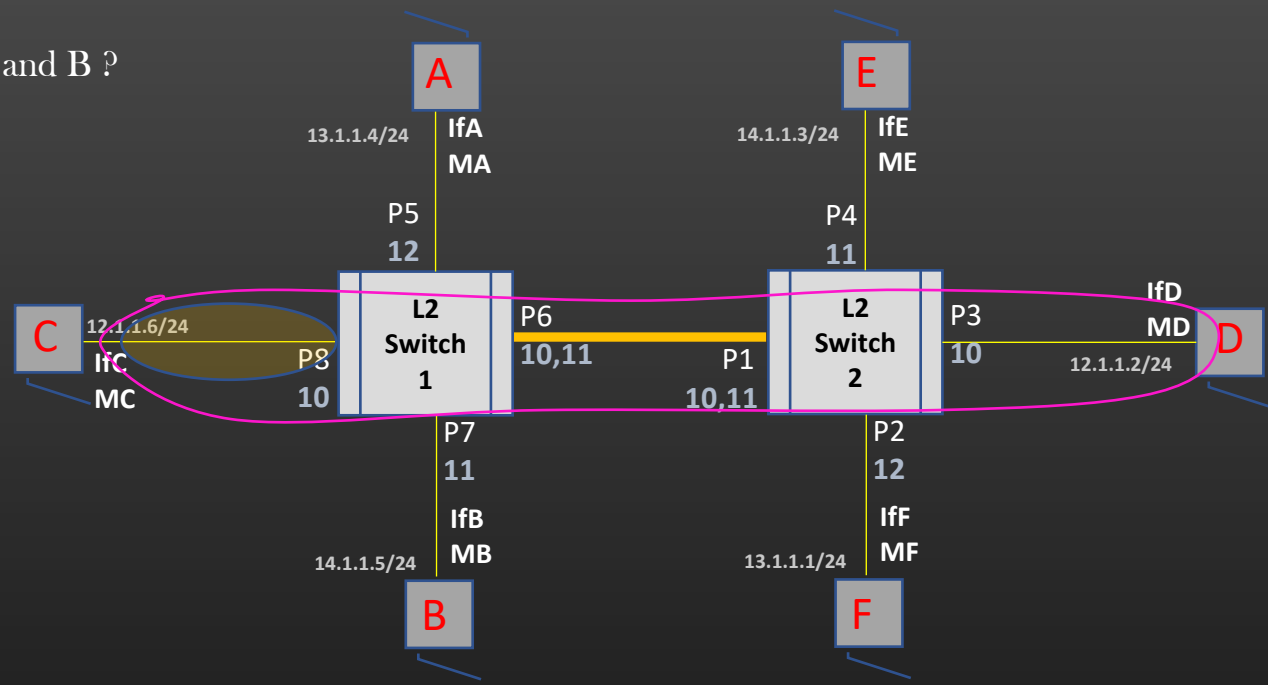 and B ?
A
E
13.1.1.4/24
IfA
MA
14.1.1.3/24
IfE
ME
P5
12
P4
11
C
12.1.1.6/24
IfC
MC
P8
10
L2
Switch
1
P6
10,11
P1
10,11
L2
Switch
2
P3
10
IfD
MD
12.1.1.2/24
D
P7
11
P2
12
14.1.1.5/24
IfB
MB
13.1.1.1/24
IfF
MF
B
F